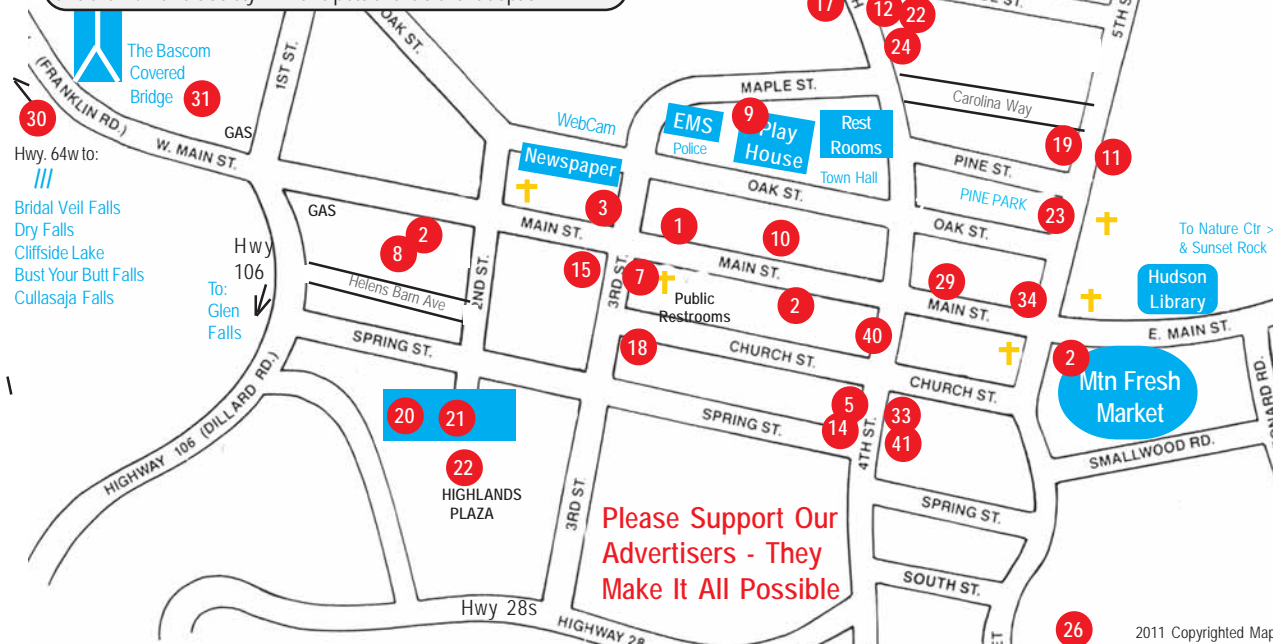 17
12
22
24
5TH S
OAK ST.
1ST ST.
The Bascom
Covered
Bridge
31
(FRANKLIN RD.)
30
GAS
W. MAIN ST.
Hwy. 64w to:
///
Bridal Veil Falls
Dry Falls
Cliffside Lake
Bust Your Butt Falls
Cullasaja Falls
MAPLE ST.
Carolina Way
WebCam
EMS
Police
9
Play
House
Rest
Rooms
Town Hall
19
11
PINE ST.
PINE PARK
23
Newspaper
3
OAK ST.
OAK ST.
GAS
MAIN ST.
1
10
MAIN ST.
To Nature Ctr >
& Sunset Rock
Hudson
Library
2
8
Hwy
106
To:
Glen
Falls
Helens Barn Ave
2ND ST.
15
3RD ST.
7
Public
Restrooms
2
29
34
MAIN ST.
E. MAIN ST.
40
SPRING ST.
18
CHURCH ST.
CHURCH ST.
2
Mtn Fresh
Market
HIGHWAY 106 (DILLARD RD.)
20
21
SPRING ST.
5
14
4TH ST.
33
41
SMALLWOOD RD.
22
HIGHLANDS
PLAZA
3RD ST.
SPRING ST.
Please Support Our
Advertisers - They
Make It All Possible
SOUTH ST.
Hwy 28s
HIGHWAY 28
26
2011 Copyrighted Map